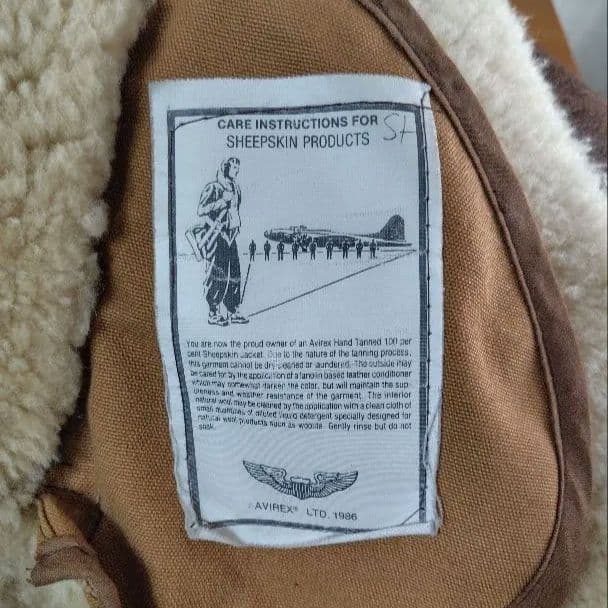 CARE INSTRUCTIONS FOR
SHEEPSKIN PRODUCTS
You are now the proud owner of an Avirex Hand Tanned 100 per
cent Sheepskin Jacket. Due to the nature of the tanning process,
this garment cannot be dry cleaned or laundered. The outside may
be cared for by the application of a lanolin based leather conditioner
which may somewhat darken the color, but will maintain the sup-
pleness and weather resistance of the garment. The interior
natural wool may be cleaned by the application with a clean cloth of
small quantities of diluted liquid detergent specially designed for
natural wool products such as woolite. Gently rinse but do not
soak.
AVIREX® LTD. 1986